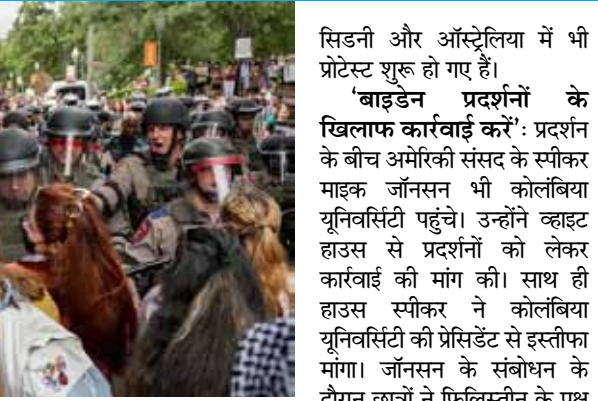 सिडनी और ऑस्ट्रेलिया में भी
प्रोटेस्ट शुरू हो गए हैं।
‘बाइडेन प्रदर्शनों के
खिलाफ कार्रवाई करें’: प्रदर्शन
के बीच अमेरिकी संसद के स्पीकर
माइक जॉनसन भी कोलंबिया
यूनिवर्सिटी पहुंचे। उन्होंने व्हाइट
हाउस से प्रदर्शनों को लेकर
कार्रवाई की मांग की। साथ ही
हाउस स्पीकर ने कोलंबिया
यूनिवर्सिटी की प्रेसिडेंट से इस्तीफा
मांगा। जॉनसन के संबोधन के
दौरान छात्रों ने फिलिस्तीन के पक्ष